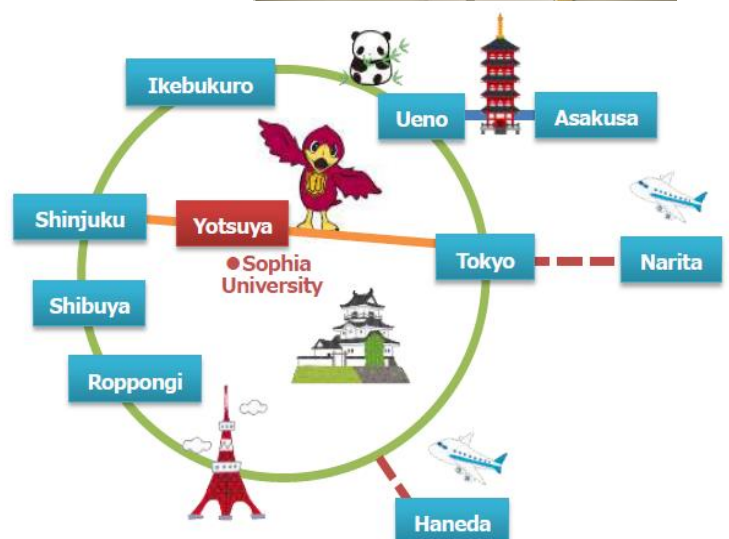 Ikebukuro
Ueno
Asakusa
Shinjuku
Yotsuya
Sophia
University
Tokyo
Narita
Shibuya
Roppongi
Haneda